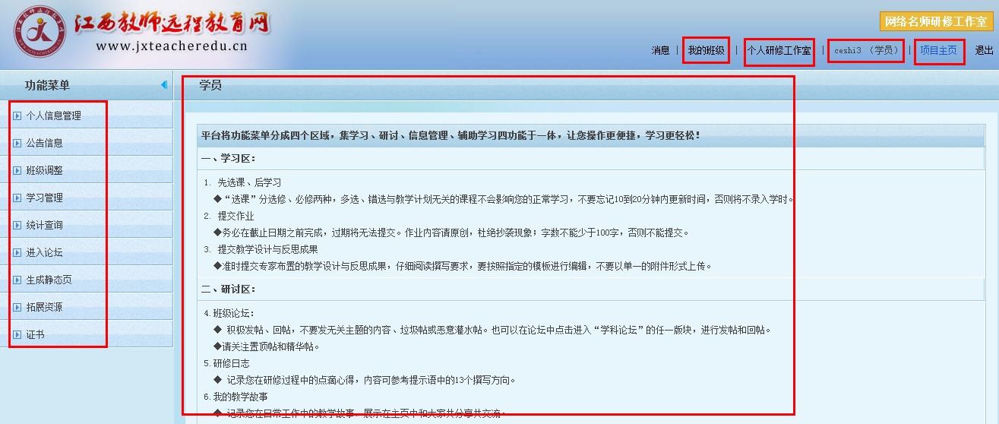 江西教师远程教育网
www.jxteacheredu.cn
网络名师研修工作室
消息 | 我的班级 | 个人研修工作室 | ceshi3 （学员） | 项目主页 退出
功能菜单
个人信息管理
公告信息
班级调整
学习管理
统计查询
进入论坛
生成静态页
拓展资源
证书
学员
平台将功能菜单分成四个区域，集学习、研讨、信息管理、辅助学习四功能于一体，让您操作更便捷，学习更轻松！
一、学习区：
1. 先选课、后学习
◆“选课”分选修、必修两种，多选、错选与教学计划无关的课程不会影响您的正常学习，不要忘记10到20分钟内更新时间，否则将不录入学时。
2. 提交作业
◆务必在截止日期之前完成，过期将无法提交。作业内容请原创，杜绝抄袭现象；字数不能少于100字，否则不能提交。
3. 提交教学设计与反思成果
◆准时提交专家布置的教学设计与反思成果，仔细阅读撰写要求，要按照指定的模板进行编辑，不要以单一的附件形式上传。
二、研讨区：
4.班级论坛：
◆ 积极发帖、回帖，不要发无关主题的内容、垃圾帖或恶意灌水帖。也可以在论坛中点击进入“学科论坛”的任一版块，进行发帖和回帖。
◆请关注置顶帖和精华帖。
5.研修日志
◆ 记录您在研修过程中的点滴心得，内容可参考提示语中的13个撰写方向。
6.我的教学故事
◆ 记录您在日常工作中的教学故事，展示在主页中和大家共分享共交流。